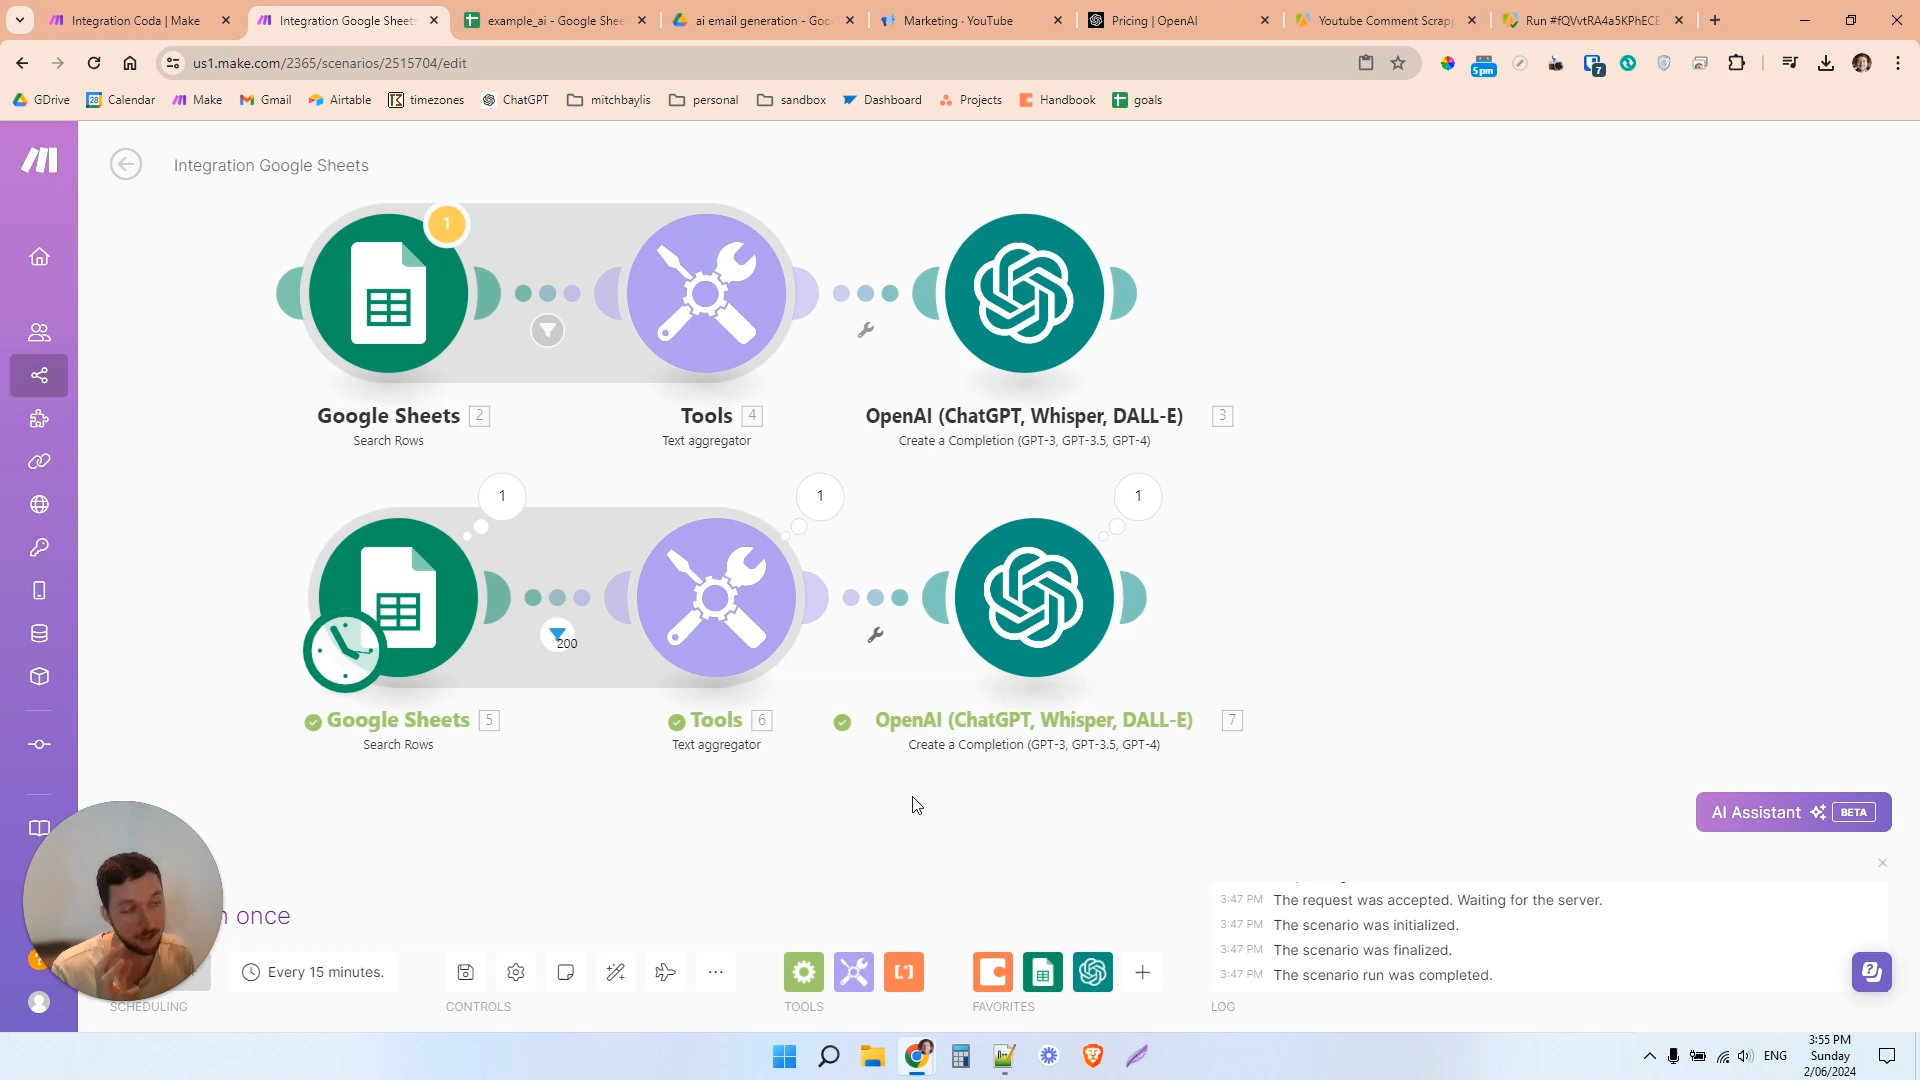 Integration Coda | Make
Integration Google Sheets
example_ai - Google Shee
ai email generation - Goo
Marketing - YouTube
Pricing | OpenAI
Youtube Comment Scrap
Run #fQVvtRA4a5KPhECE
us1.make.com/2365/scenarios/2515704/edit
5pm
7
GDrive
28
Calendar
Make
Gmail
Airtable
timezones
ChatGPT
mitchbaylis
personal
sandbox
Dashboard
Projects
Handbook
goals
Integration Google Sheets
1
Google Sheets 2
Search Rows
Tools 4
Text aggregator
OpenAI (ChatGPT, Whisper, DALL-E) 3
Create a Completion (GPT-3, GPT-3.5, GPT-4)
1
1
1
200
Google Sheets 5
Search Rows
Tools 6
Text aggregator
OpenAI (ChatGPT, Whisper, DALL-E) 7
Create a Completion (GPT-3, GPT-3.5, GPT-4)
AI Assistant BETA
once
Every 15 minutes.
SCHEDULING
CONTROLS
TOOLS
FAVORITES
LOG
3:47 PM The request was accepted. Waiting for the server.
3:47 PM The scenario was initialized.
3:47 PM The scenario was finalized.
3:47 PM The scenario run was completed.
ENG
3:55 PM
Sunday
2/06/2024